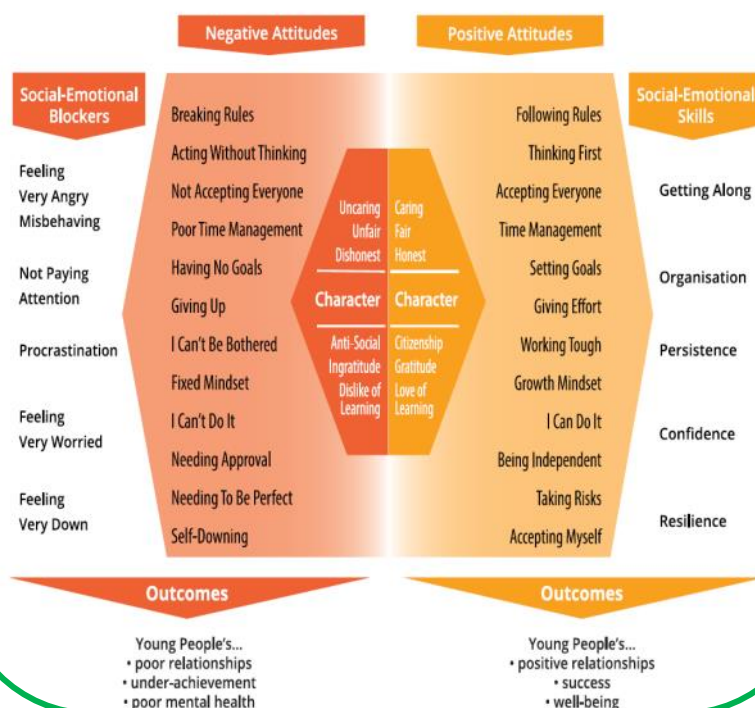 Negative Attitudes
Positive Attitudes
Social-Emotional
Blockers
Feeling
Very Angry
Misbehaving
Not Paying
Attention
Procrastination
Feeling
Very Worried
Feeling
Very Down
Breaking Rules
Acting Without Thinking
Not Accepting Everyone
Poor Time Management
Having No Goals
Giving Up
I Can't Be Bothered
Fixed Mindset
I Can't Do It
Needing Approval
Needing To Be Perfect
Self-Downing
Uncaring
Unfair
Dishonest
Character
Anti-Social
Ingratitude
Dislike of
Learning
Caring
Fair
Honest
Character
Citizenship
Gratitude
Love of
Learning
Following Rules
Thinking First
Accepting Everyone
Time Management
Setting Goals
Giving Effort
Working Tough
Growth Mindset
I Can Do It
Being Independent
Taking Risks
Accepting Myself
Social-Emotional
Skills
Getting Along
Organisation
Persistence
Confidence
Resilience
Outcomes
Young People's...
• poor relationships
• under-achievement
• poor mental health
Outcomes
Young People's...
• positive relationships
• success
• well-being